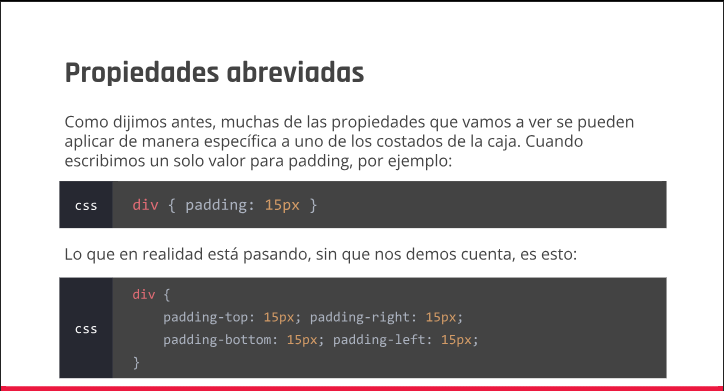 Propiedades abreviadas
Como dijimos antes, muchas de las propiedades que vamos a ver se pueden
aplicar de manera específica a uno de los costados de la caja. Cuando
escribimos un solo valor para padding, por ejemplo:
css div { padding: 15px }
Lo que en realidad está pasando, sin que nos demos cuenta, es esto:
div {
padding-top: 15px; padding-right: 15px;
css
padding-bottom: 15px; padding-left: 15px;
}